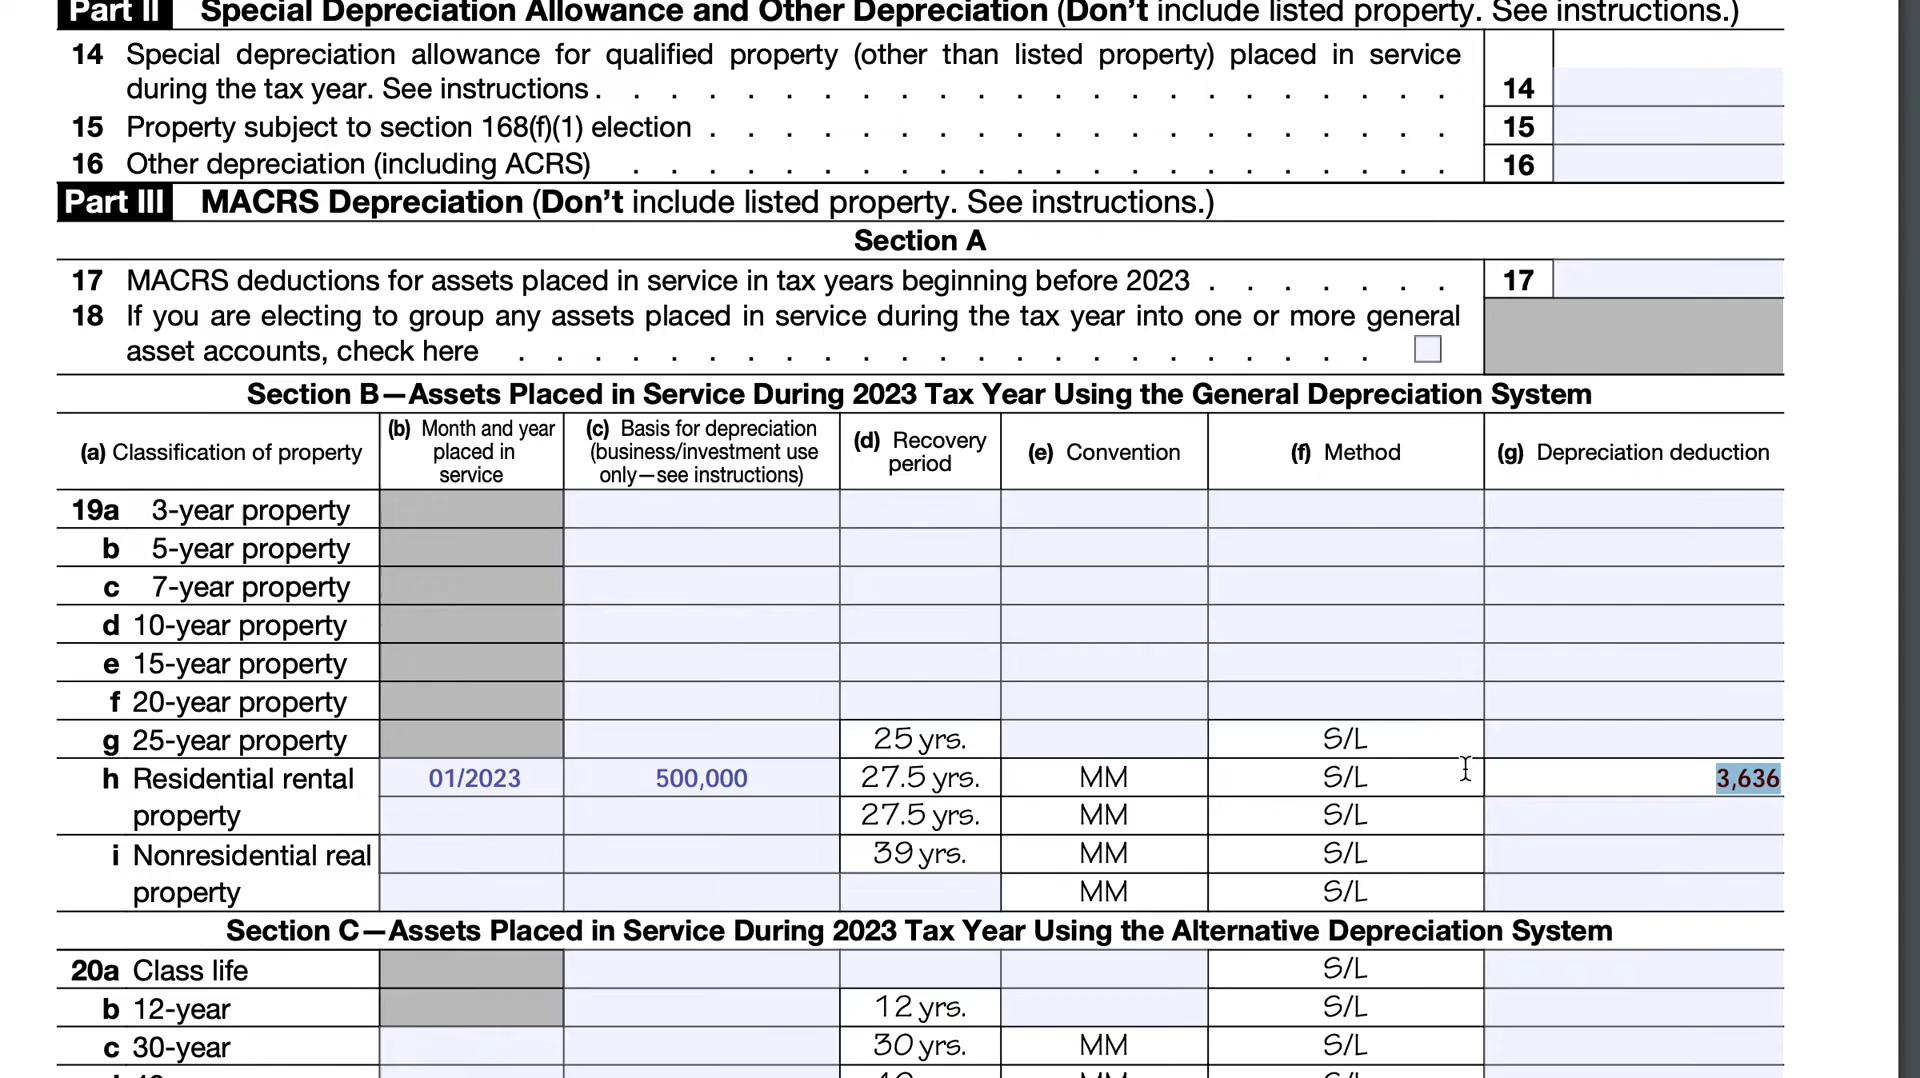 Part II Special Depreciation Allowance and Other Depreciation (Don't include listed property. See instructions.)
14 Special depreciation allowance for qualified property (other than listed property) placed in service
during the tax year. See instructions . . . . . . . . . . . . . . . . . . . . . . . 14
15 Property subject to section 168(f)(1) election . . . . . . . . . . . . . . . . . . . . 15
16 Other depreciation (including ACRS) . . . . . . . . . . . . . . . . . . . . . . 16
Part III MACRS Depreciation (Don't include listed property. See instructions.)
Section A
17 MACRS deductions for assets placed in service in tax years beginning before 2023 . . . . . . . 17
18 If you are electing to group any assets placed in service during the tax year into one or more general
asset accounts, check here . . . . . . . . . . . . . . . . . . . . . . .
Section B—Assets Placed in Service During 2023 Tax Year Using the General Depreciation System
(a) Classification of property
(b) Month and year
placed in
service
(c) Basis for depreciation
(business/investment use
only—see instructions)
(d) Recovery
period
(e) Convention
(f) Method
(g) Depreciation deduction
19a 3-year property
b 5-year property
c 7-year property
d 10-year property
e 15-year property
f 20-year property
g 25-year property 25 yrs. S/L
h Residential rental 01/2023 500,000 27.5 yrs. MM S/L 3,636
property 27.5 yrs. MM S/L
i Nonresidential real 39 yrs. MM S/L
property MM S/L
Section C—Assets Placed in Service During 2023 Tax Year Using the Alternative Depreciation System
20a Class life S/L
b 12-year 12 yrs. S/L
c 30-year 30 yrs. MM S/L